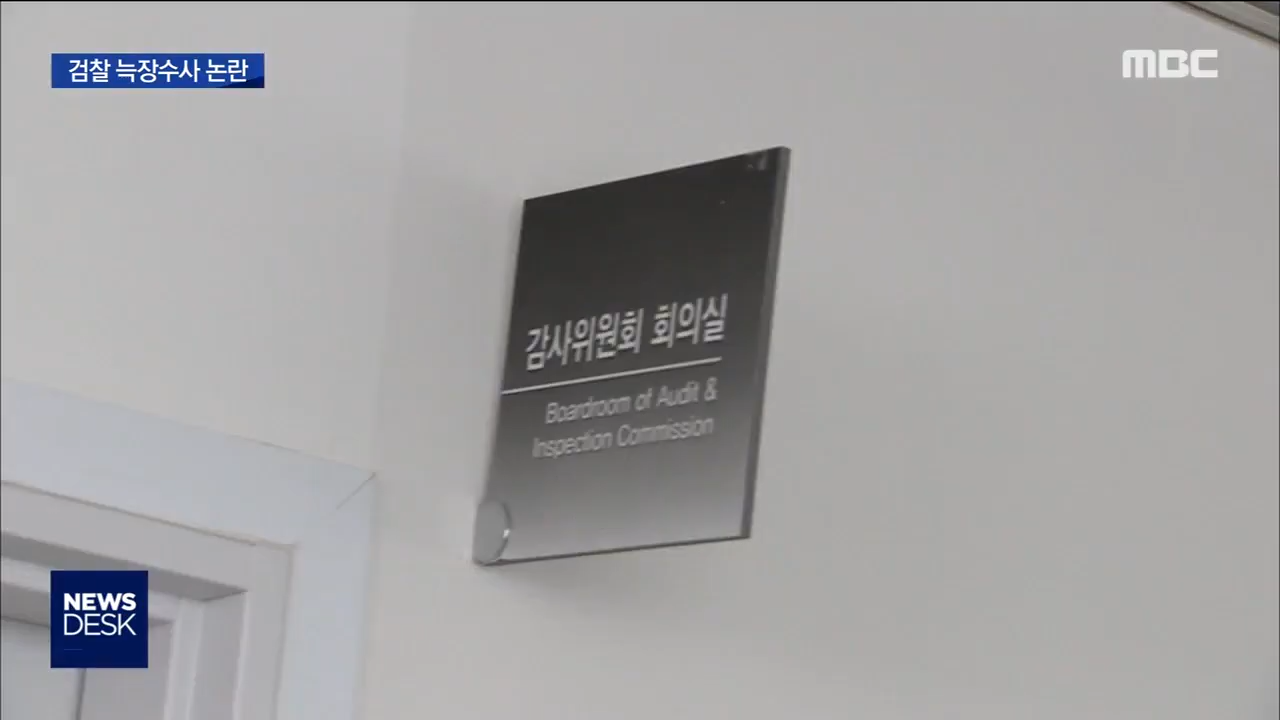 검찰 늑장수사 논란
MBC
감사위원회 회의실
Boardroom of Audit &
Inspection Commission
NEWS
DESK